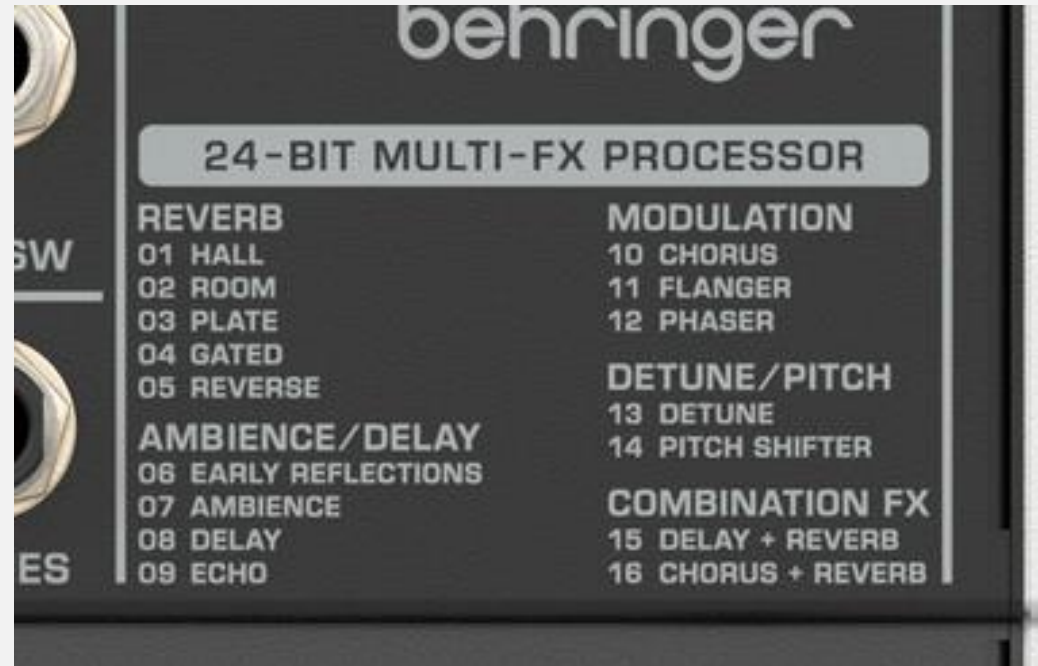 behringer
24-BIT MULTI-FX PROCESSOR
REVERB
01 HALL
02 ROOM
03 PLATE
04 GATED
05 REVERSE
AMBIENCE/DELAY
06 EARLY REFLECTIONS
07 AMBIENCE
08 DELAY
09 ECHO
MODULATION
10 CHORUS
11 FLANGER
12 PHASER
DETUNE/PITCH
13 DETUNE
14 PITCH SHIFTER
COMBINATION FX
15 DELAY + REVERB
16 CHORUS + REVERB